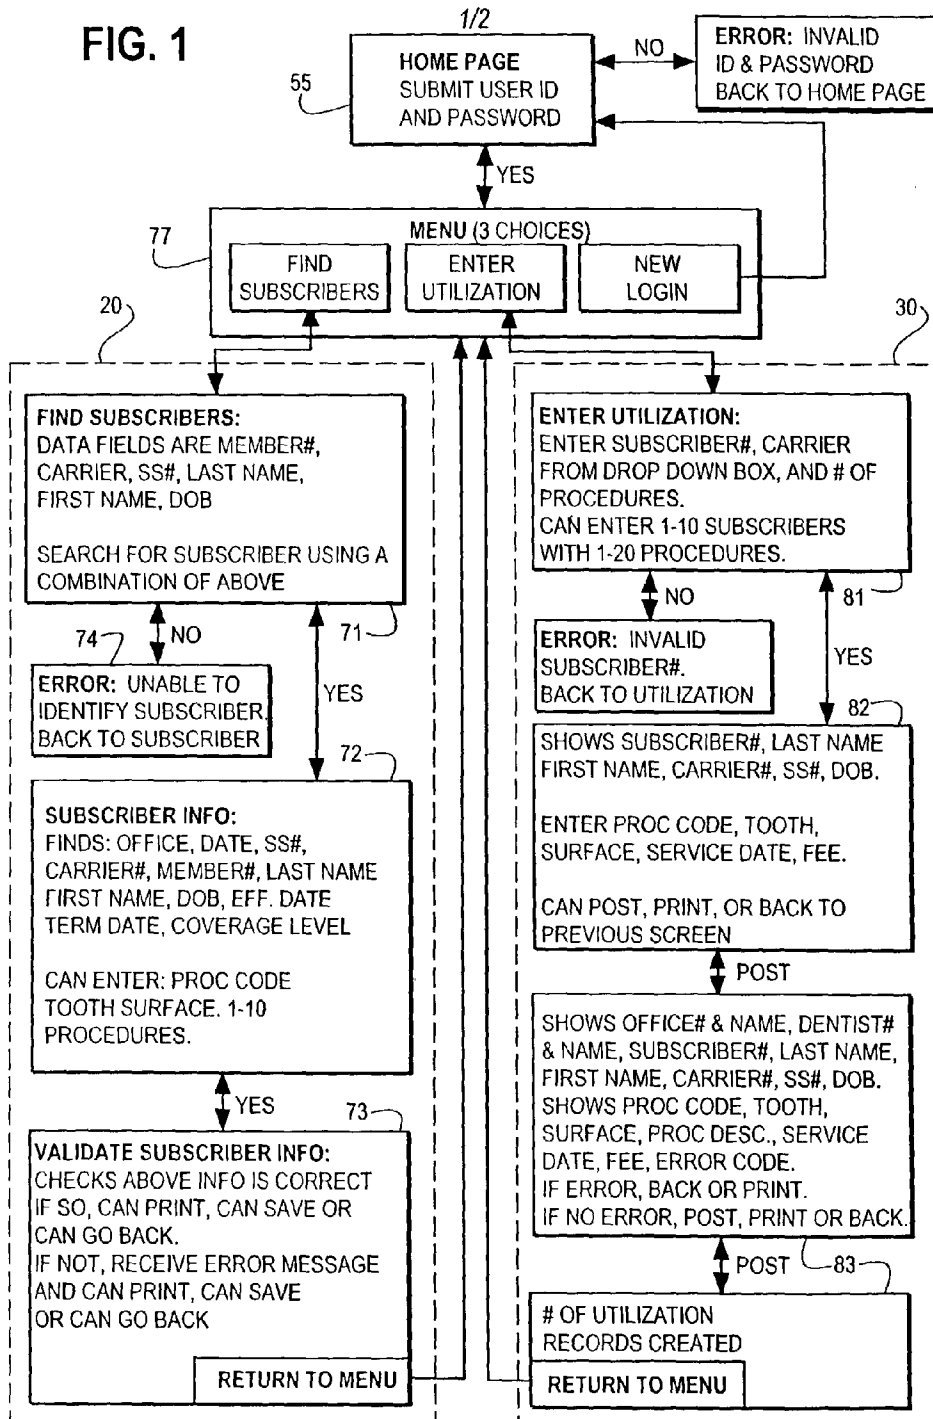 FIG. 1
1/2
HOME PAGE
SUBMIT USER ID
AND PASSWORD
55
NO
ERROR: INVALID
ID & PASSWORD
BACK TO HOME PAGE
YES
77
MENU (3 CHOICES)
FIND
SUBSCRIBERS
ENTER
UTILIZATION
NEW
LOGIN
20
FIND SUBSCRIBERS:
DATA FIELDS ARE MEMBER#,
CARRIER, SS#, LAST NAME,
FIRST NAME, DOB
SEARCH FOR SUBSCRIBER USING A
COMBINATION OF ABOVE
71
74
NO
ERROR: UNABLE TO
IDENTIFY SUBSCRIBER.
BACK TO SUBSCRIBER
YES
72
SUBSCRIBER INFO:
FINDS: OFFICE, DATE, SS#,
CARRIER#, MEMBER#, LAST NAME
FIRST NAME, DOB, EFF. DATE
TERM DATE, COVERAGE LEVEL
CAN ENTER: PROC CODE
TOOTH SURFACE. 1-10
PROCEDURES.
YES
73
VALIDATE SUBSCRIBER INFO:
CHECKS ABOVE INFO IS CORRECT
IF SO, CAN PRINT, CAN SAVE OR
CAN GO BACK.
IF NOT, RECEIVE ERROR MESSAGE
AND CAN PRINT, CAN SAVE
OR CAN GO BACK
RETURN TO MENU
30
ENTER UTILIZATION:
ENTER SUBSCRIBER#, CARRIER
FROM DROP DOWN BOX, AND # OF
PROCEDURES.
CAN ENTER 1-10 SUBSCRIBERS
WITH 1-20 PROCEDURES.
81
NO
ERROR: INVALID
SUBSCRIBER#.
BACK TO UTILIZATION
YES
82
SHOWS SUBSCRIBER#, LAST NAME
FIRST NAME, CARRIER#, SS#, DOB.
ENTER PROC CODE, TOOTH,
SURFACE, SERVICE DATE, FEE.
CAN POST, PRINT, OR BACK TO
PREVIOUS SCREEN
POST
SHOWS OFFICE# & NAME, DENTIST#
& NAME, SUBSCRIBER#, LAST NAME,
FIRST NAME, CARRIER#, SS#, DOB.
SHOWS PROC CODE, TOOTH,
SURFACE, PROC DESC., SERVICE
DATE, FEE, ERROR CODE.
IF ERROR, BACK OR PRINT.
IF NO ERROR, POST, PRINT OR BACK.
POST
83
# OF UTILIZATION
RECORDS CREATED
RETURN TO MENU